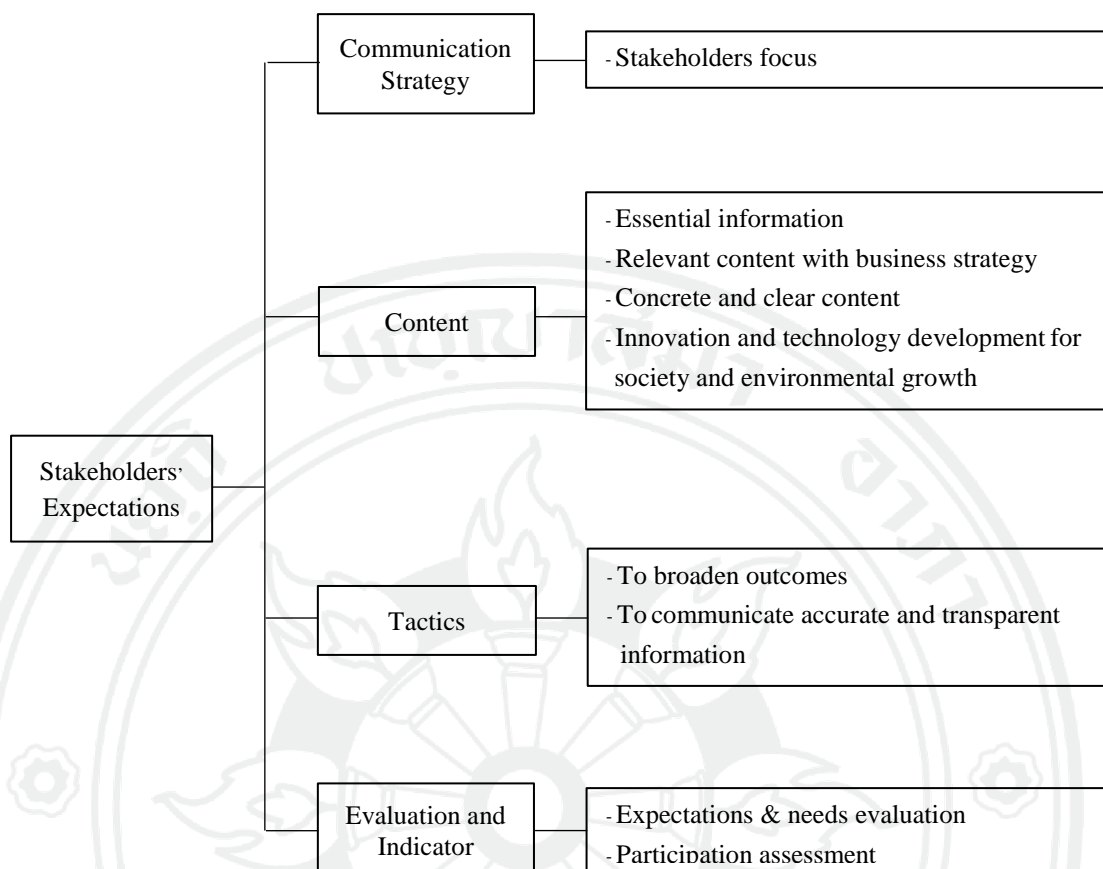 Communication
Strategy
- Stakeholders focus
- Essential information
- Relevant content with business strategy
- Concrete and clear content
- Innovation and technology development for
society and environmental growth
Content
Stakeholders'
Expectations
- To broaden outcomes
- To communicate accurate and transparent
information
Tactics
Evaluation and
Indicator
- Expectations & needs evaluation
- Participation assessment